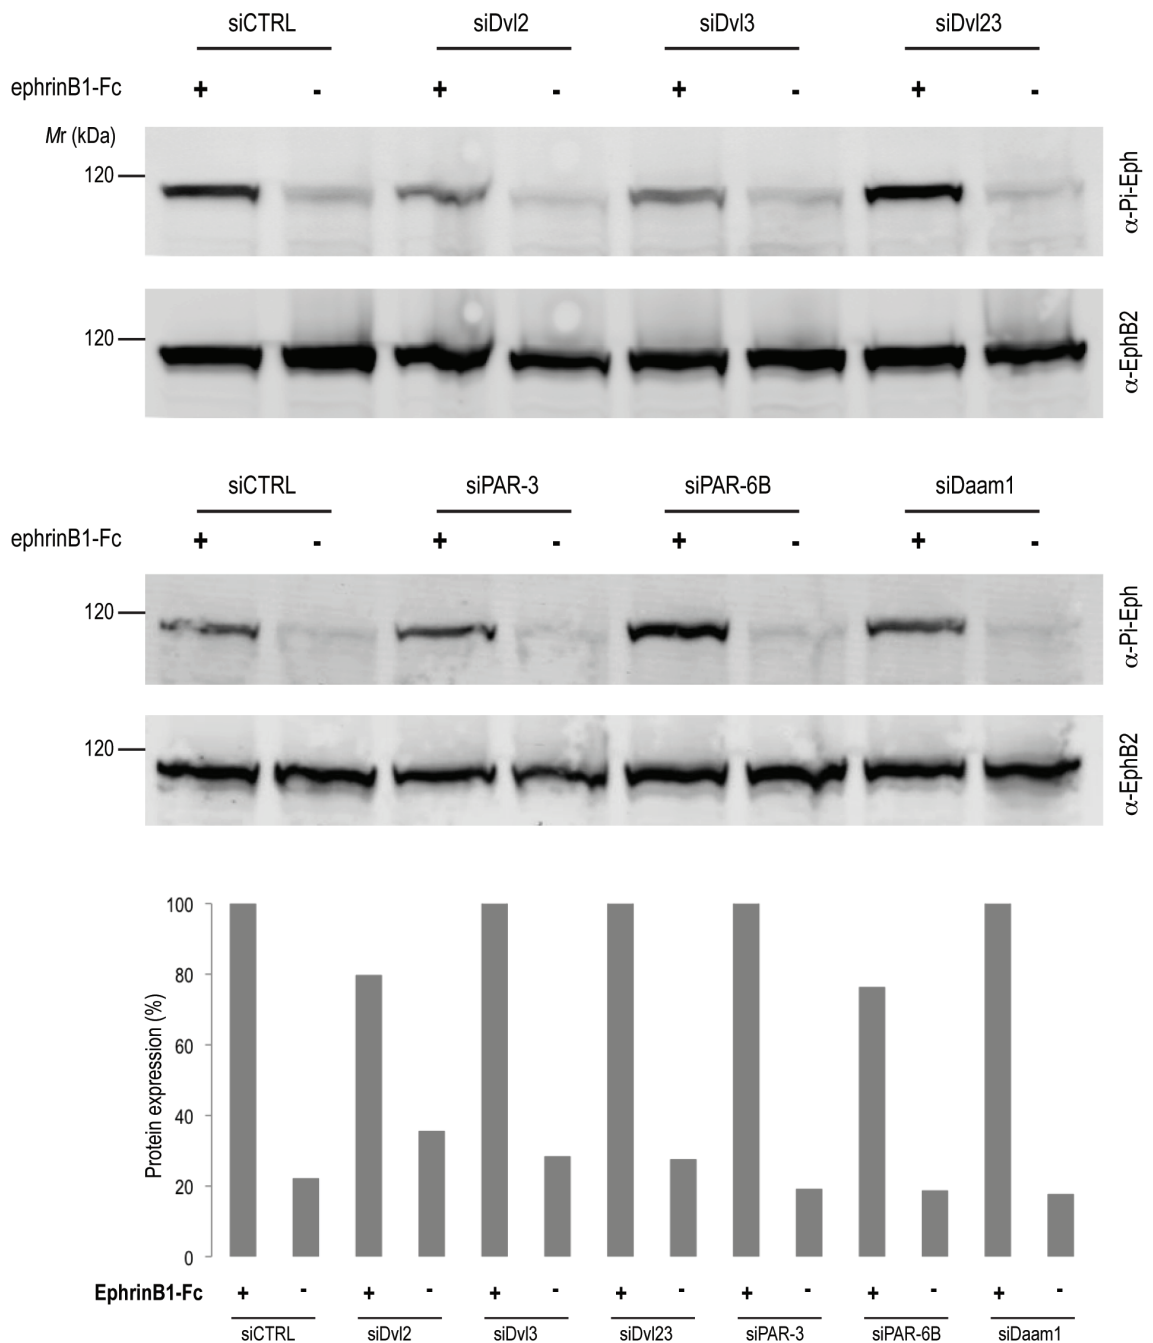 siCTRL siDvl2 siDvl3 siDvl23
ephrinB1-Fc + - + - + - + -
Mr (kDa)
120
α-Pi-Eph
120
α-EphB2
siCTRL siPAR-3 siPAR-6B siDaam1
ephrinB1-Fc + - + - + - + -
120
α-Pi-Eph
120
α-EphB2
Protein expression (%)
100
80
60
40
20
0
EphrinB1-Fc + - + - + - + - + - + - + -
siCTRL siDvl2 siDvl3 siDvl23 siPAR-3 siPAR-6B siDaam1